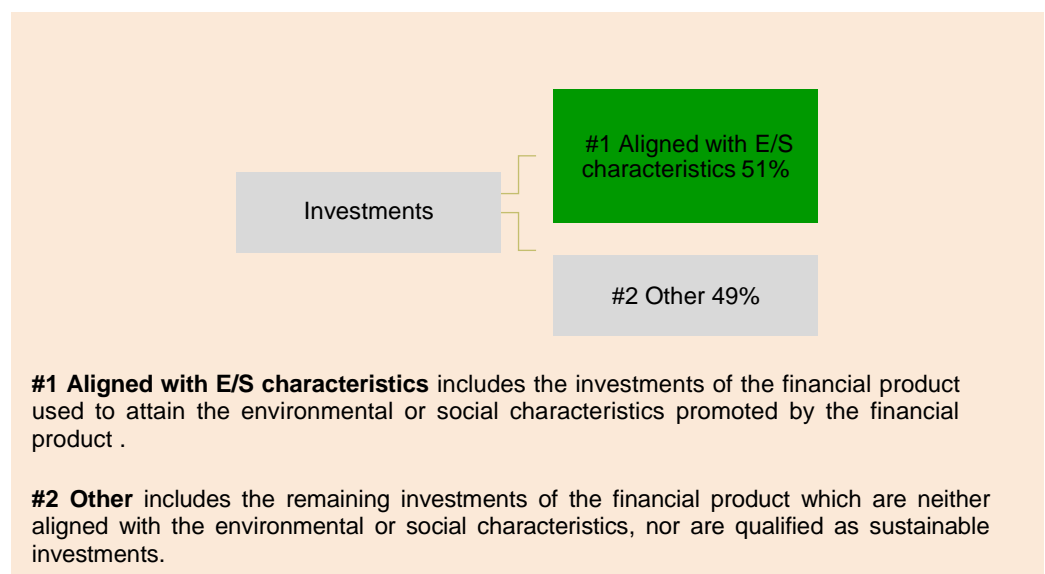 #1 Aligned with E/S
characteristics 51%
Investments
#2 Other 49%
#1 Aligned with E/S characteristics includes the investments of the financial product
used to attain the environmental or social characteristics promoted by the financial
product .
#2 Other includes the remaining investments of the financial product which are neither
aligned with the environmental or social characteristics, nor are qualified as sustainable
investments.